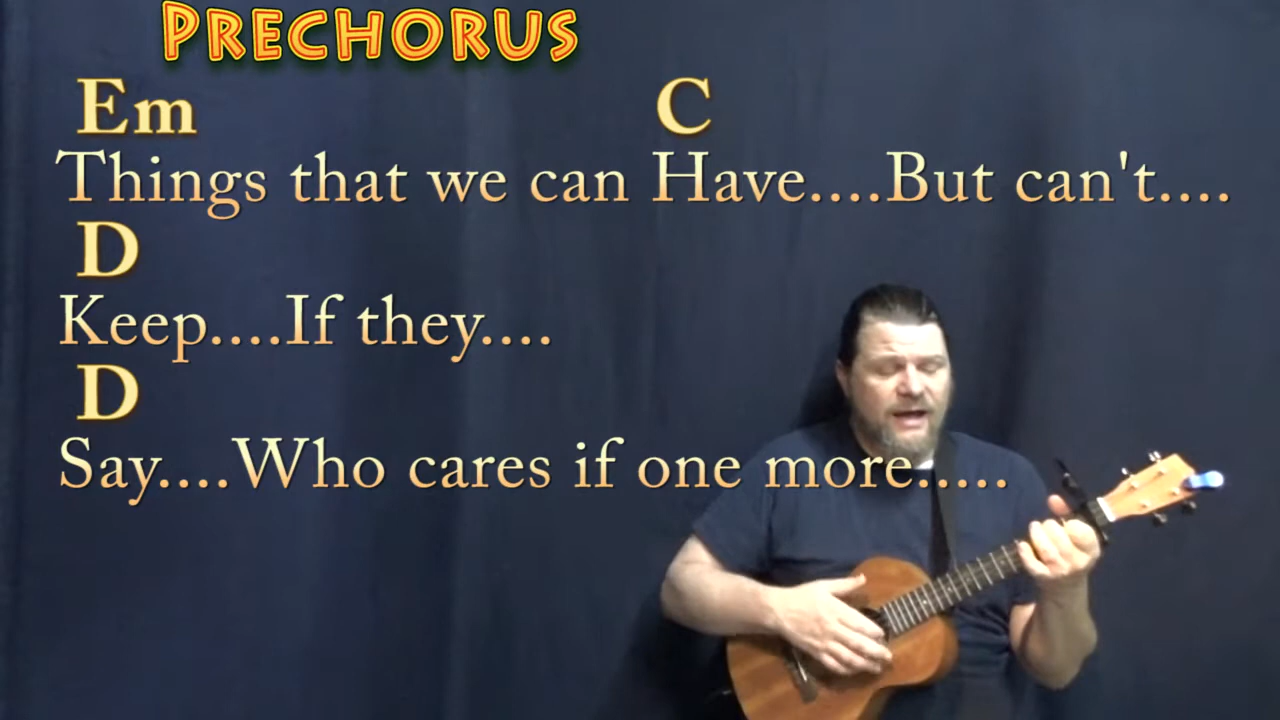 PRECHORUS
Em C
Things that we can Have....But can't....
D
Keep....If they....
D
Say....Who cares if one more.....